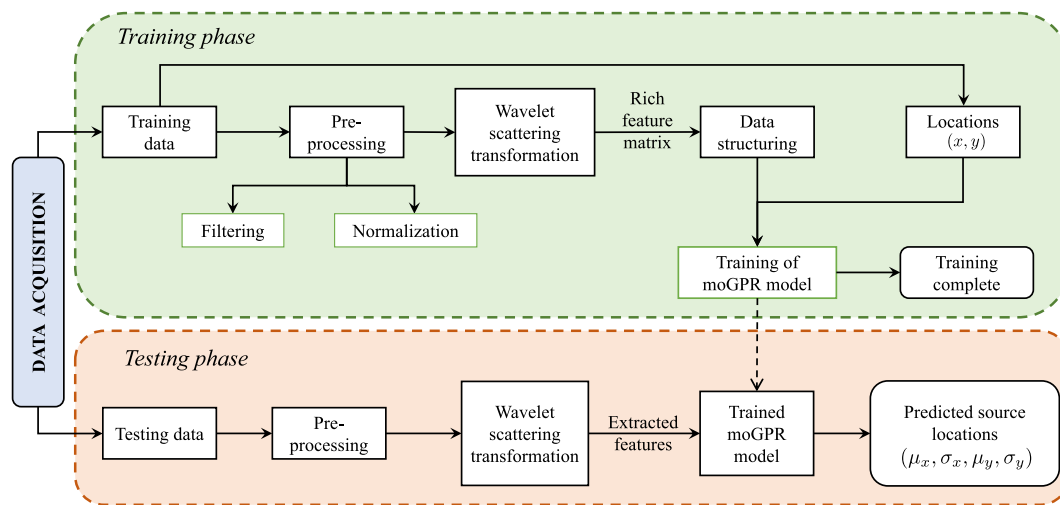 Training phase
Training
data
Pre-
processing
Wavelet
scattering
transformation
Rich
feature
matrix
Data
structuring
Locations
(x, y)
Filtering
Normalization
Training of
moGPR model
Training
complete
DATA ACQUISITION
Testing phase
Testing data
Pre-
processing
Wavelet
scattering
transformation
Extracted
features
Trained
moGPR
model
Predicted source
locations
(μₓ, σₓ, μᵧ, σᵧ)